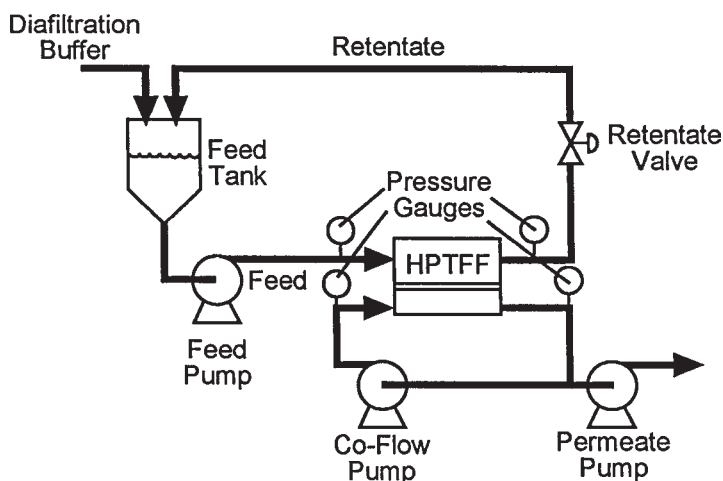 Diafiltration
Buffer
Retentate
Feed
Tank
Retentate
Valve
Pressure
Gauges
HPTFF
Feed
Feed
Pump
Co-Flow
Pump
Permeate
Pump